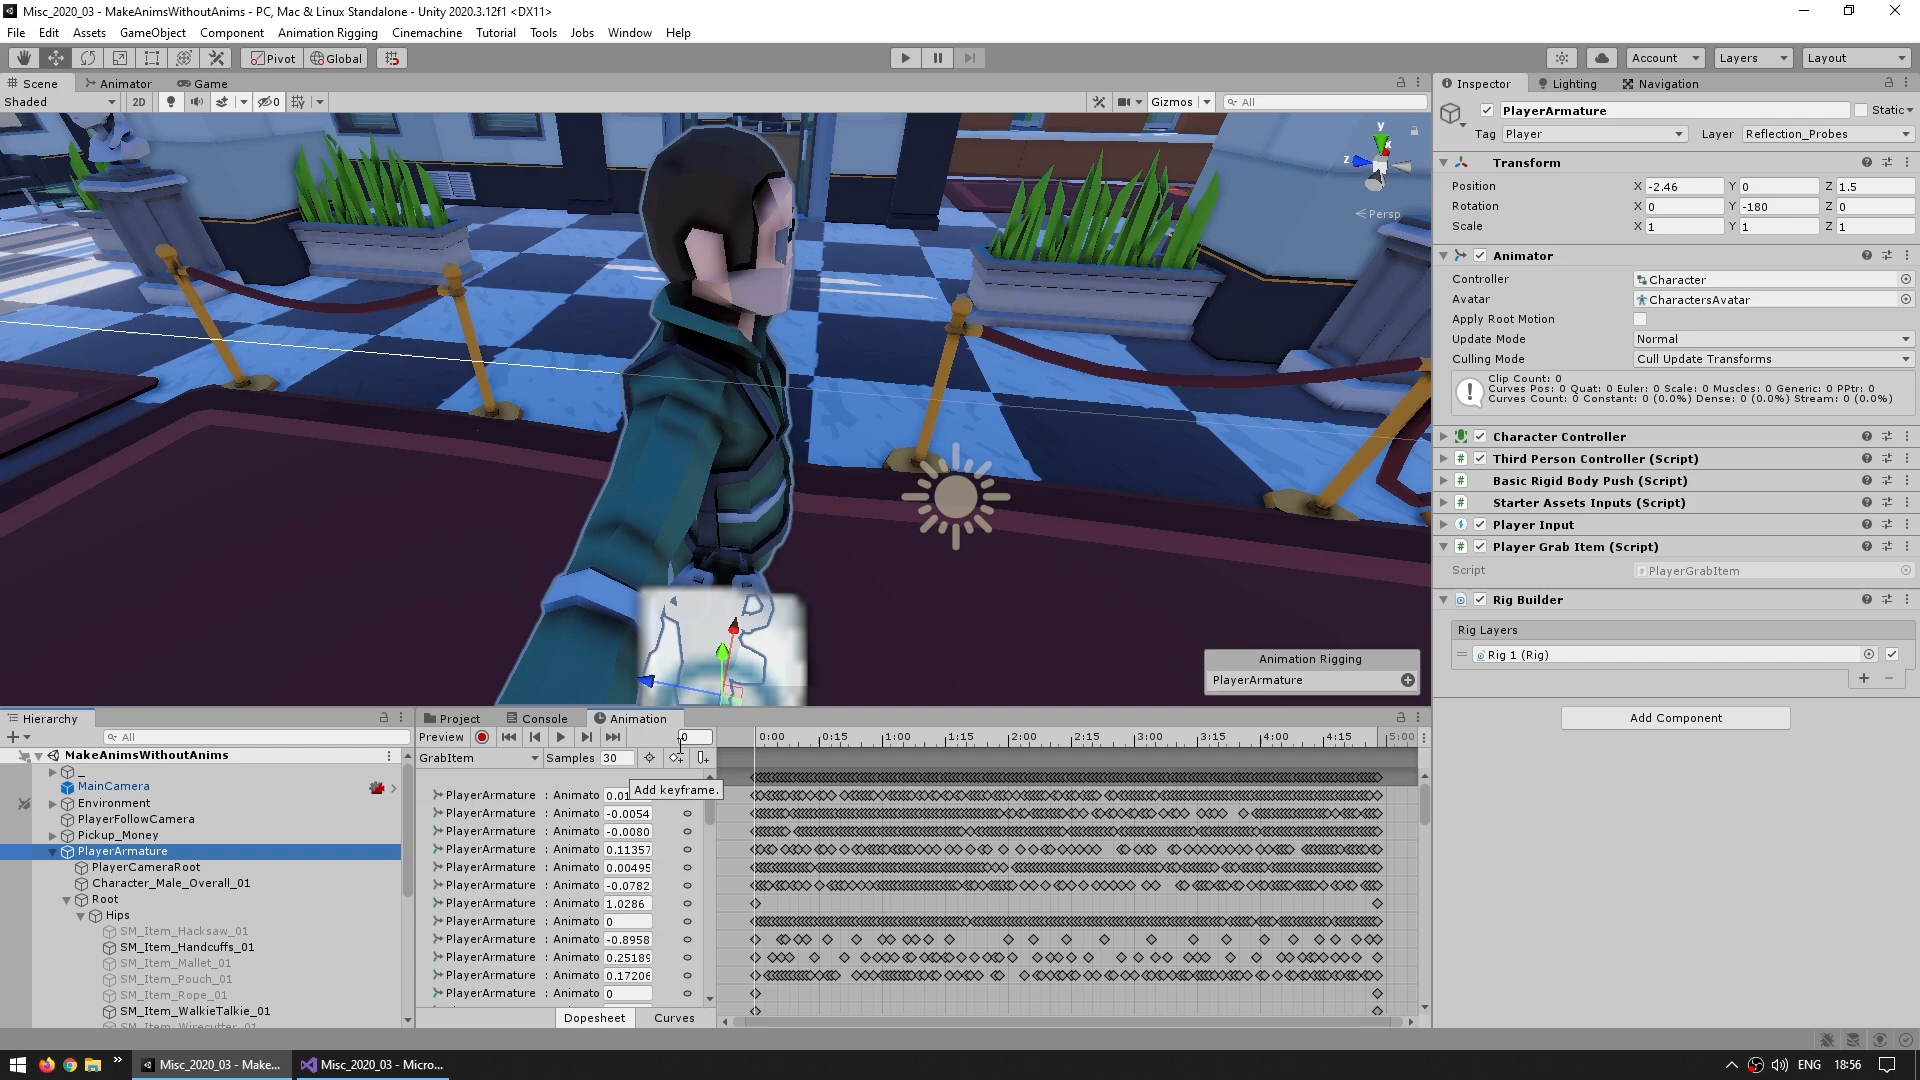 Misc_2020_03 - MakeAnimsWithoutAnims - PC, Mac & Linux Standalone - Unity 2020.3.12f1 <DX11>
File Edit Assets GameObject Component Animation Rigging Cinemachine Tutorial Tools Jobs Window Help
Pivot Global Account Layers Layout
Scene Animator Game
Shaded 2D 0 Gizmos All
y
x
z
Persp
Animation Rigging
PlayerArmature
Inspector Lighting Navigation
PlayerArmature Static
Tag Player Layer Reflection_Probes
Transform
Position X -2.46 Y 0 Z 1.5
Rotation X 0 Y -180 Z 0
Scale X 1 Y 1 Z 1
Animator
Controller Character
Avatar CharactersAvatar
Apply Root Motion
Update Mode Normal
Culling Mode Cull Update Transforms
Clip Count: 0
Curves Pos: 0 Quat: 0 Euler: 0 Scale: 0 Muscles: 0 Generic: 0 PPtr: 0
Curves Count: 0 Constant: 0 (0.0%) Dense: 0 (0.0%) Stream: 0 (0.0%)
Character Controller
Third Person Controller (Script)
Basic Rigid Body Push (Script)
Starter Assets Inputs (Script)
Player Input
Player Grab Item (Script)
Script PlayerGrabItem
Rig Builder
Rig Layers
Rig 1 (Rig)
Add Component
Hierarchy
All
MakeAnimsWithoutAnims
_
MainCamera
Environment
PlayerFollowCamera
Pickup_Money
PlayerArmature
PlayerCameraRoot
Character_Male_Overall_01
Root
Hips
SM_Item_Hacksaw_01
SM_Item_Handcuffs_01
SM_Item_Mallet_01
SM_Item_Pouch_01
SM_Item_Rope_01
SM_Item_WalkieTalkie_01
SM_Item_Wirecutter_01
Project Console Animation
Preview 0 0:00 0:15 1:00 1:15 2:00 2:15 3:00 3:15 4:00 4:15 5:00
GrabItem Samples 30
Add keyframe.
PlayerArmature : Animato 0.01
PlayerArmature : Animato -0.0054
PlayerArmature : Animato -0.0080
PlayerArmature : Animato 0.11357
PlayerArmature : Animato 0.00495
PlayerArmature : Animato -0.0782
PlayerArmature : Animato 1.0286
PlayerArmature : Animato 0
PlayerArmature : Animato -0.8958
PlayerArmature : Animato 0.25189
PlayerArmature : Animato 0.17206
PlayerArmature : Animato 0
Dopesheet Curves
Misc_2020_03 - Make... Misc_2020_03 - Micro... ENG 18:56